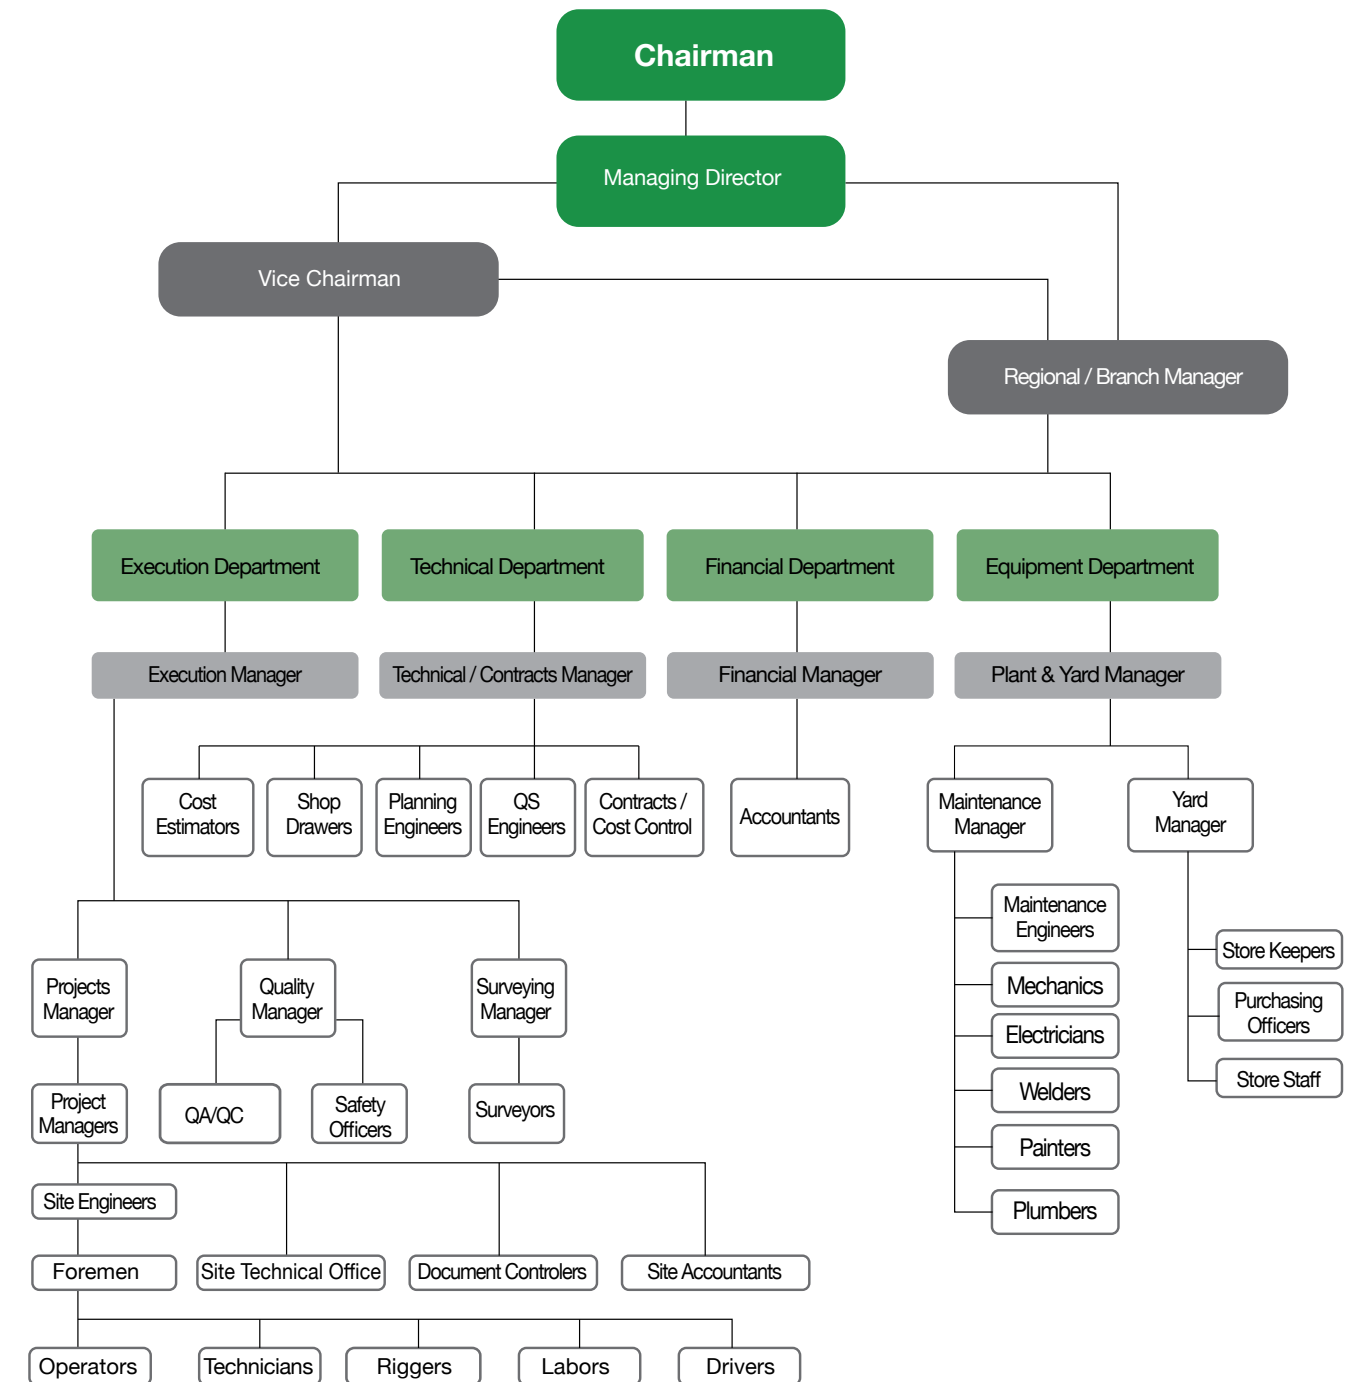 Chairman
Managing Director
Vice Chairman
Regional / Branch Manager
Execution Department
Technical Department
Financial Department
Equipment Department
Execution Manager
Technical / Contracts Manager
Financial Manager
Plant & Yard Manager
Cost
Estimators
Shop
Drawers
Planning
Engineers
QS
Engineers
Contracts /
Cost Control
Accountants
Maintenance
Manager
Yard
Manager
Maintenance
Engineers
Mechanics
Electricians
Welders
Painters
Plumbers
Store Keepers
Purchasing
Officers
Store Staff
Projects
Manager
Quality
Manager
Surveying
Manager
Project
Managers
QA/QC
Safety
Officers
Surveyors
Site Engineers
Foremen
Site Technical Office
Document Controlers
Site Accountants
Operators
Technicians
Riggers
Labors
Drivers